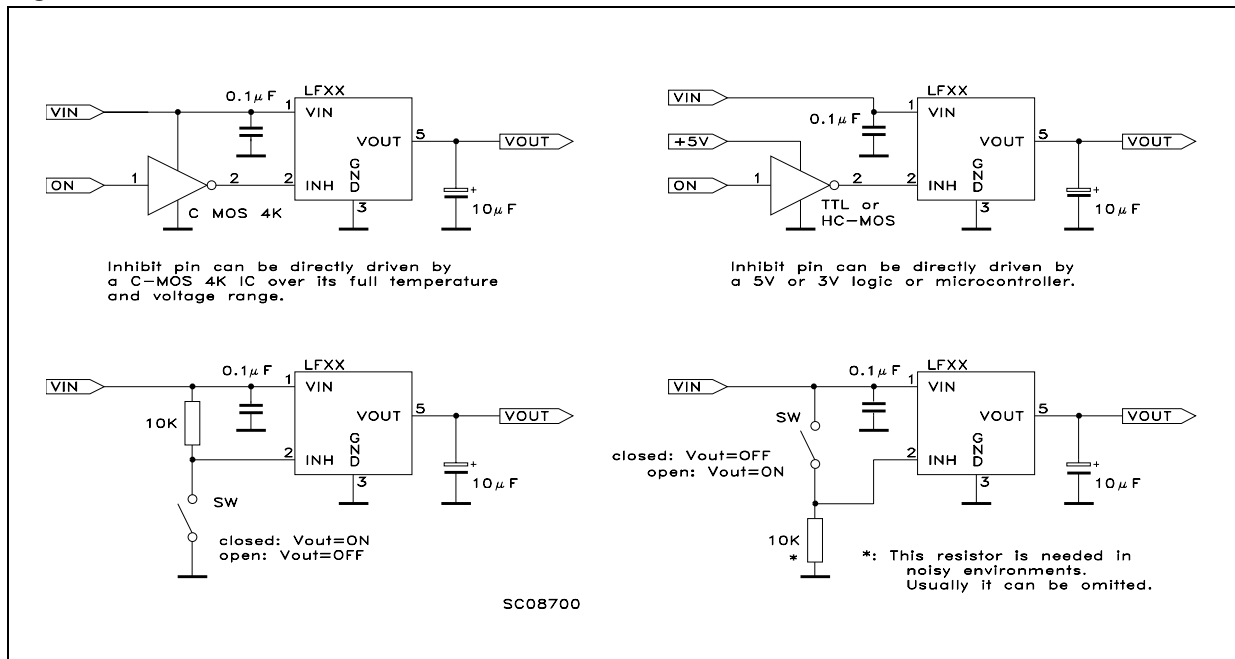 LFXX
VIN
0.1µF
1
VIN
VOUT
5
VOUT
ON
1
2
2
INH
GND
3
C MOS 4K
+
10µF
Inhibit pin can be directly driven by
a C-MOS 4K IC over its full temperature
and voltage range.
LFXX
VIN
1
VIN
0.1µF
+5V
VOUT
5
VOUT
ON
1
2
2
INH
GND
3
TTL or
HC-MOS
+
10µF
Inhibit pin can be directly driven by
a 5V or 3V logic or microcontroller.
LFXX
VIN
0.1µF
1
VIN
10K
VOUT
5
VOUT
2
INH
GND
3
+
10µF
SW
closed: Vout=ON
open: Vout=OFF
LFXX
VIN
0.1µF
1
VIN
SW
VOUT
5
VOUT
closed: Vout=OFF
open: Vout=ON
2
INH
GND
3
+
10µF
10K
*
*: This resistor is needed in
noisy environments.
Usually it can be omitted.
SC08700